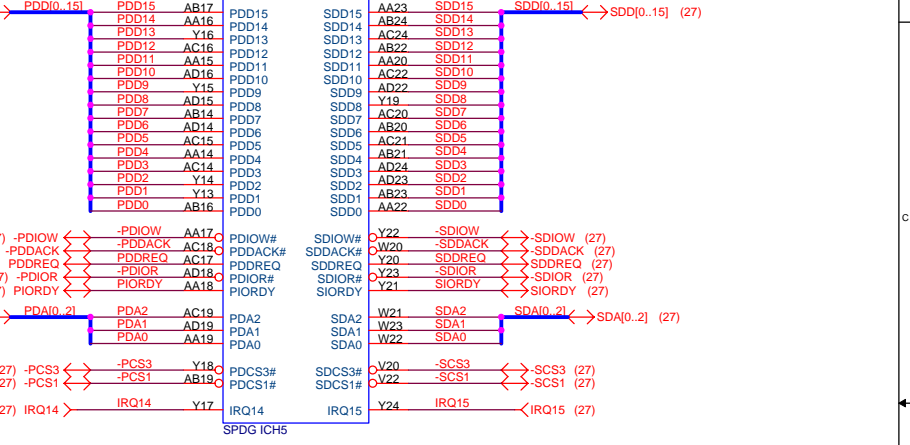 PDD[0..15] PDD15 AB17 PDD15 SDD15 AA23 SDD15 SDD[0..15] SDD[0..15] (27)
PDD14 AA16 PDD14 SDD14 AB24 SDD14
PDD13 Y16 PDD13 SDD13 AC24 SDD13
PDD12 AC16 PDD12 SDD12 AB22 SDD12
PDD11 AA15 PDD11 SDD11 AA20 SDD11
PDD10 AD16 PDD10 SDD10 AC22 SDD10
PDD9 Y15 PDD9 SDD9 AD22 SDD9
PDD8 AD15 PDD8 SDD8 Y19 SDD8
PDD7 AB14 PDD7 SDD7 AC20 SDD7
PDD6 AD14 PDD6 SDD6 AB20 SDD6
PDD5 AC15 PDD5 SDD5 AC21 SDD5
PDD4 AA14 PDD4 SDD4 AB21 SDD4
PDD3 AC14 PDD3 SDD3 AD24 SDD3
PDD2 Y14 PDD2 SDD2 AD23 SDD2
PDD1 Y13 PDD1 SDD1 AB23 SDD1
PDD0 AB16 PDD0 SDD0 AA22 SDD0
C
) -PDIOW -PDIOW AA17 PDIOW# SDIOW# Y22 -SDIOW -SDIOW (27)
-PDDACK -PDDACK AC18 PDDACK# SDDACK# W20 -SDDACK -SDDACK (27)
PDDREQ PDDREQ AC17 PDDREQ SDDREQ Y20 SDDREQ SDDREQ (27)
) -PDIOR -PDIOR AD18 PDIOR# SDIOR# Y23 -SDIOR -SDIOR (27)
) PIORDY PIORDY AA18 PIORDY SIORDY Y21 SIORDY SIORDY (27)
PDA[0..2] PDA2 AC19 PDA2 SDA2 W21 SDA2 SDA[0..2] SDA[0..2] (27)
PDA1 AD19 PDA1 SDA1 W23 SDA1
PDA0 AA19 PDA0 SDA0 W22 SDA0
27) -PCS3 -PCS3 Y18 PDCS3# SDCS3# V20 -SCS3 -SCS3 (27)
27) -PCS1 -PCS1 AB19 PDCS1# SDCS1# V22 -SCS1 -SCS1 (27)
27) IRQ14 IRQ14 Y17 IRQ14 IRQ15 Y24 IRQ15 IRQ15 (27)
SPDG ICH5